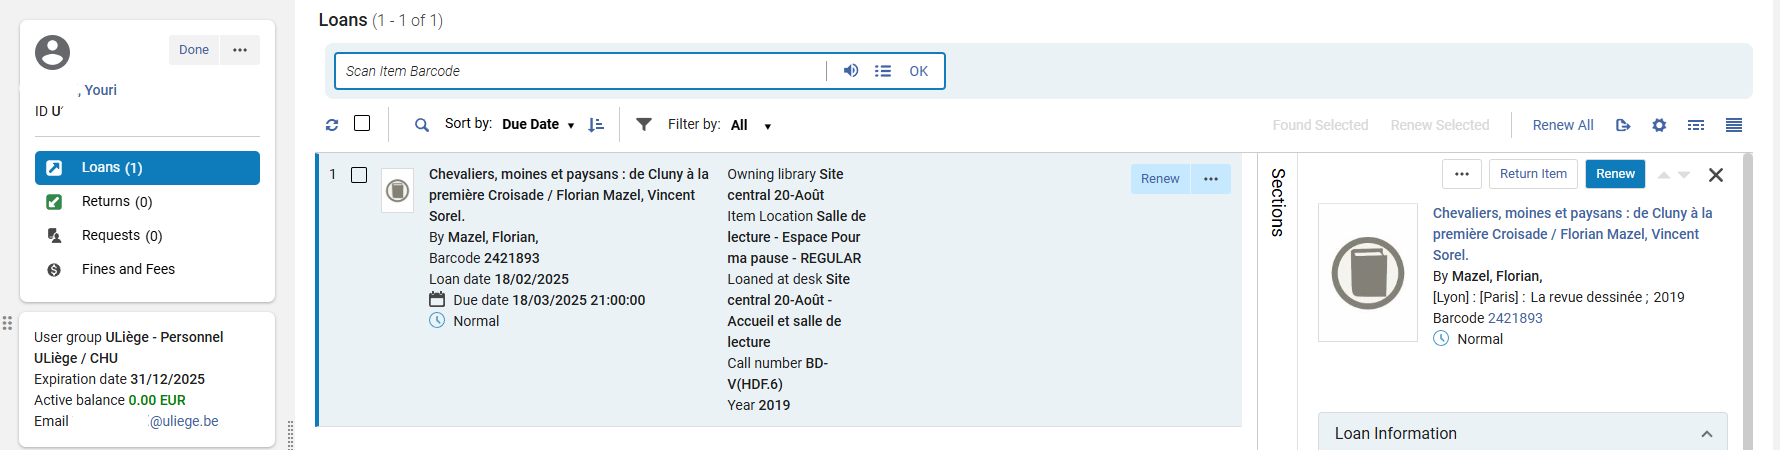 Done
, Youri
ID U
Loans (1)
Returns (0)
Requests (0)
Fines and Fees
User group ULiège - Personnel
ULiège / CHU
Expiration date 31/12/2025
Active balance 0.00 EUR
Email @uliege.be
Loans (1 - 1 of 1)
Scan Item Barcode
OK
Sort by: Due Date
Filter by: All
Found Selected
Renew Selected
Renew All
1
Chevaliers, moines et paysans : de Cluny à la
première Croisade / Florian Mazel, Vincent
Sorel.
By Mazel, Florian,
Barcode 2421893
Loan date 18/02/2025
Due date 18/03/2025 21:00:00
Normal
Owning library Site
central 20-Août
Item Location Salle de
lecture - Espace Pour
ma pause - REGULAR
Loaned at desk Site
central 20-Août -
Accueil et salle de
lecture
Call number BD-
V(HDF.6)
Year 2019
Renew
Sections
Return Item
Renew
Chevaliers, moines et paysans : de Cluny à la
première Croisade / Florian Mazel, Vincent
Sorel.
By Mazel, Florian,
[Lyon] : [Paris] : La revue dessinée ; 2019
Barcode 2421893
Normal
Loan Information